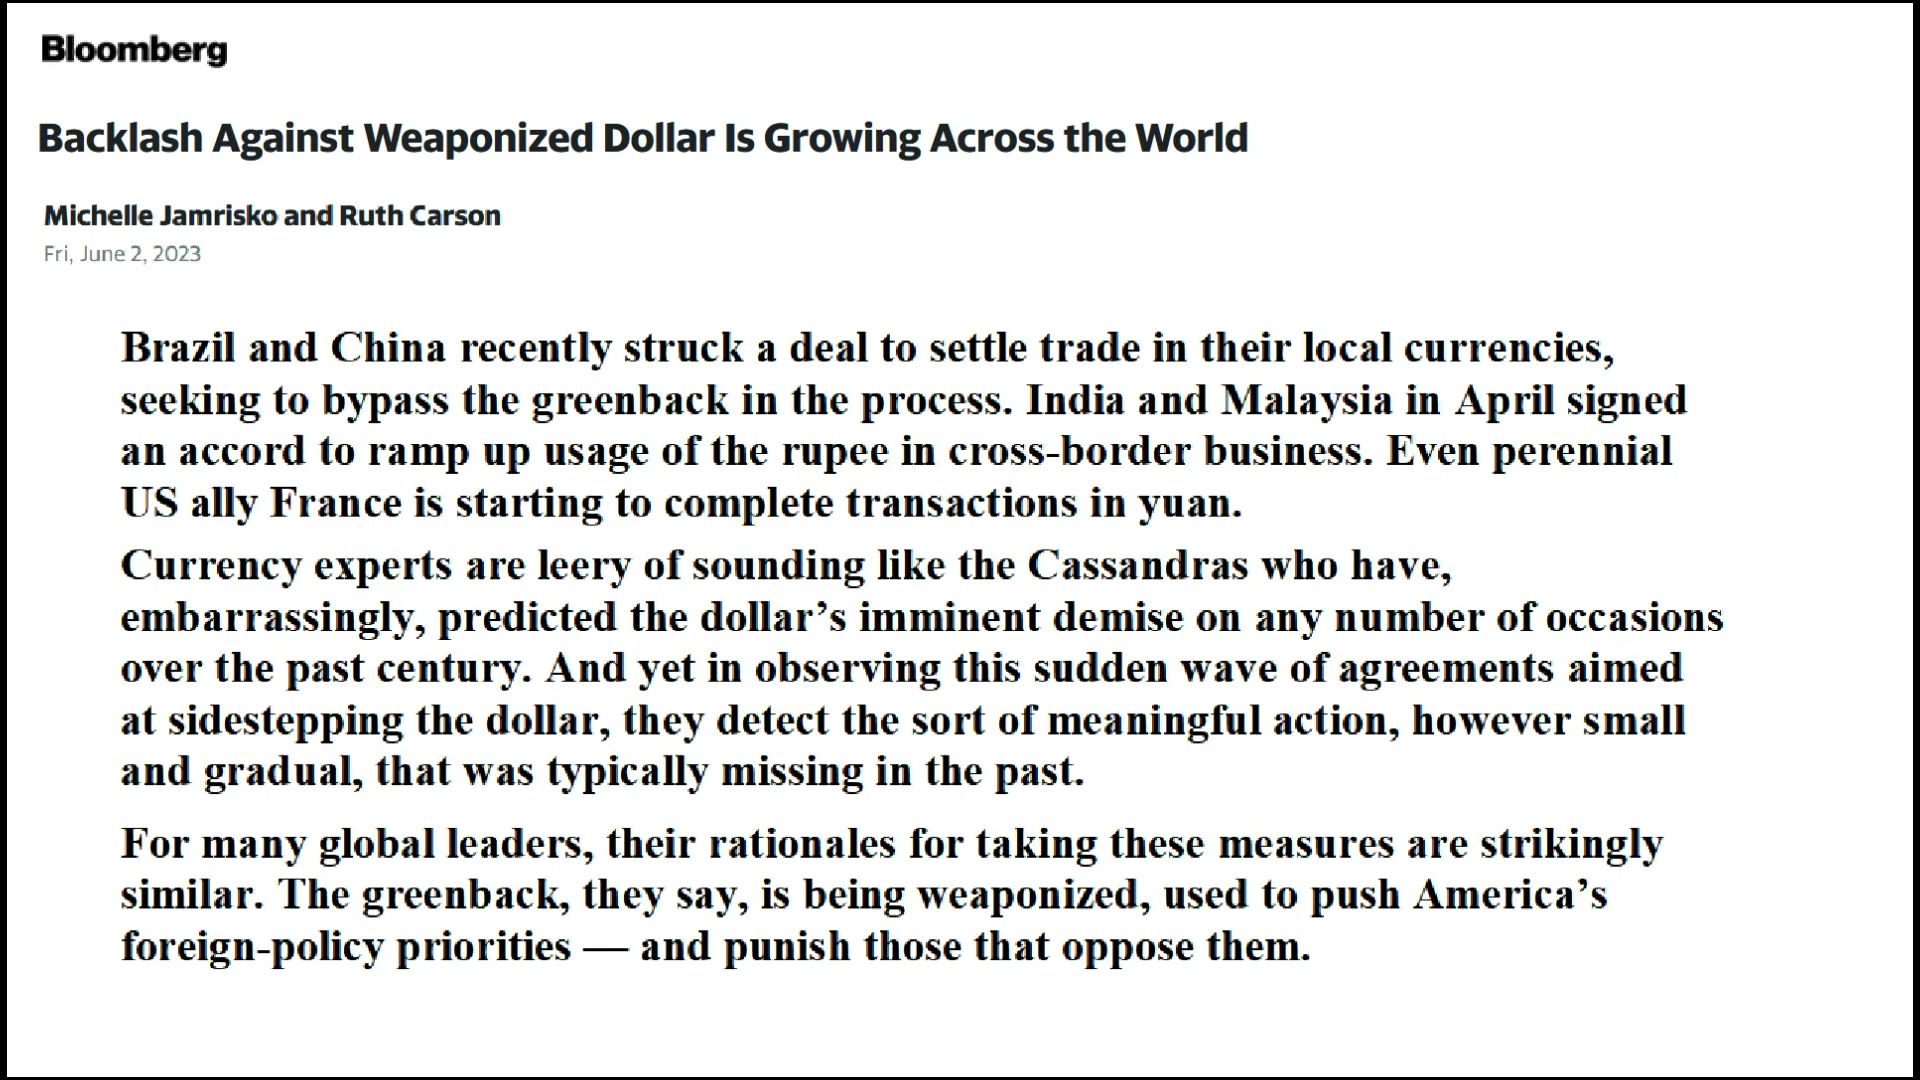 Bloomberg
Backlash Against Weaponized Dollar Is Growing Across the World
Michelle Jamrisko and Ruth Carson
Fri, June 2, 2023
Brazil and China recently struck a deal to settle trade in their local currencies,
seeking to bypass the greenback in the process. India and Malaysia in April signed
an accord to ramp up usage of the rupee in cross-border business. Even perennial
US ally France is starting to complete transactions in yuan.
Currency experts are leery of sounding like the Cassandras who have,
embarrassingly, predicted the dollar’s imminent demise on any number of occasions
over the past century. And yet in observing this sudden wave of agreements aimed
at sidestepping the dollar, they detect the sort of meaningful action, however small
and gradual, that was typically missing in the past.
For many global leaders, their rationales for taking these measures are strikingly
similar. The greenback, they say, is being weaponized, used to push America’s
foreign-policy priorities — and punish those that oppose them.